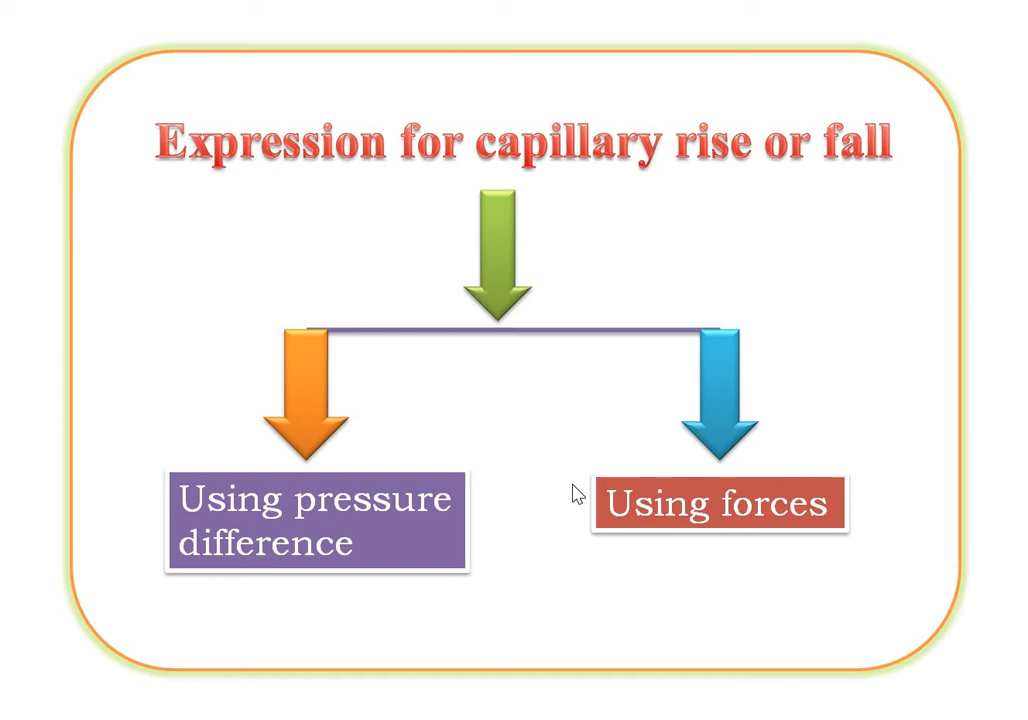 Expression for capillary rise or fall
Using pressure
difference
Using forces